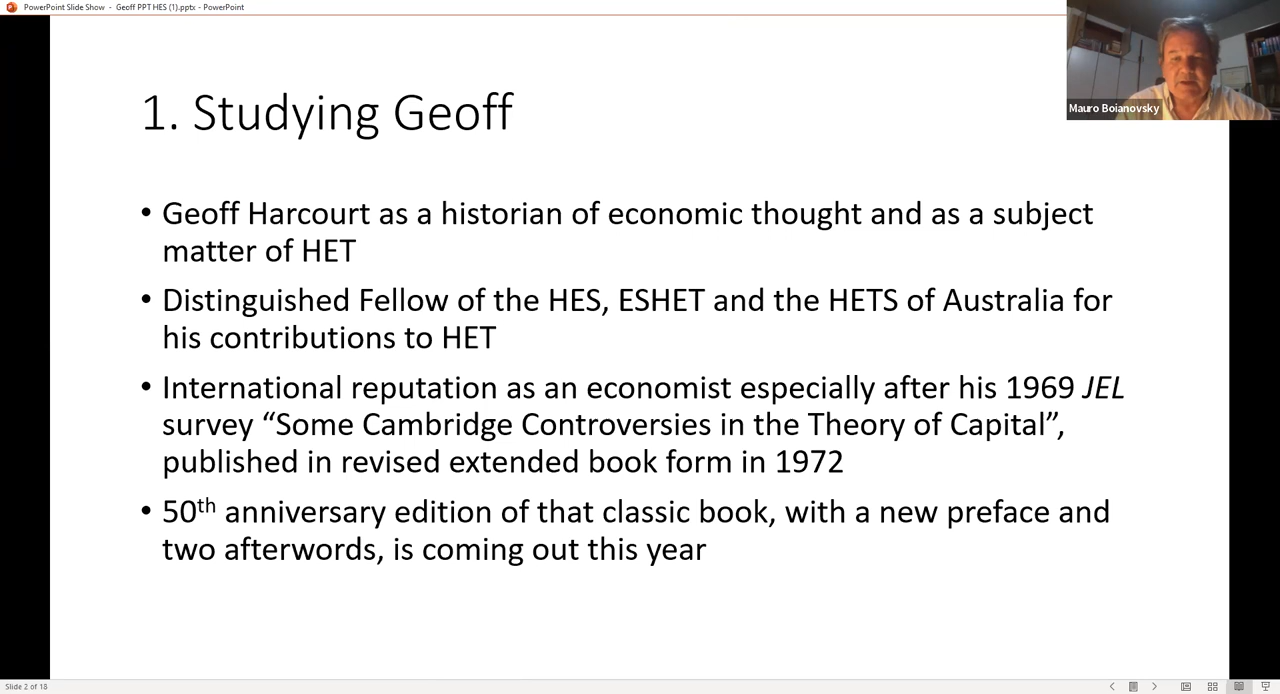 PowerPoint Slide Show - Geoff PPT HES (1).pptx - PowerPoint
Mauro Boianovsky
1. Studying Geoff
• Geoff Harcourt as a historian of economic thought and as a subject
matter of HET
• Distinguished Fellow of the HES, ESHET and the HETS of Australia for
his contributions to HET
• International reputation as an economist especially after his 1969 JEL
survey “Some Cambridge Controversies in the Theory of Capital”,
published in revised extended book form in 1972
• 50th anniversary edition of that classic book, with a new preface and
two afterwords, is coming out this year
Slide 2 of 18